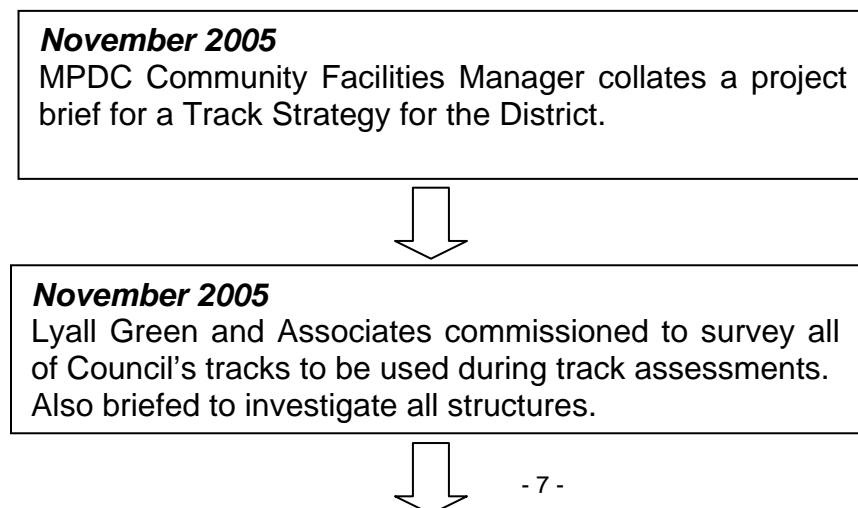 November 2005
MPDC Community Facilities Manager collates a project
brief for a Track Strategy for the District.
November 2005
Lyall Green and Associates commissioned to survey all
of Council's tracks to be used during track assessments.
Also briefed to investigate all structures.
- 7 -